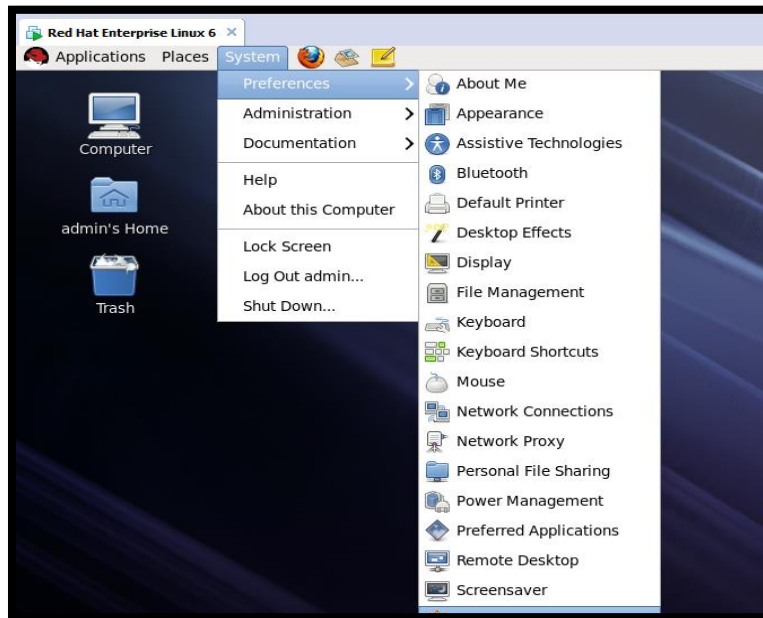 Red Hat Enterprise Linux 6 ×
Applications Places System
Preferences
Administration
Documentation
Help
About this Computer
Lock Screen
Log Out admin...
Shut Down...
About Me
Appearance
Assistive Technologies
Bluetooth
Default Printer
Desktop Effects
Display
File Management
Keyboard
Keyboard Shortcuts
Mouse
Network Connections
Network Proxy
Personal File Sharing
Power Management
Preferred Applications
Remote Desktop
Screensaver
Computer
admin's Home
Trash